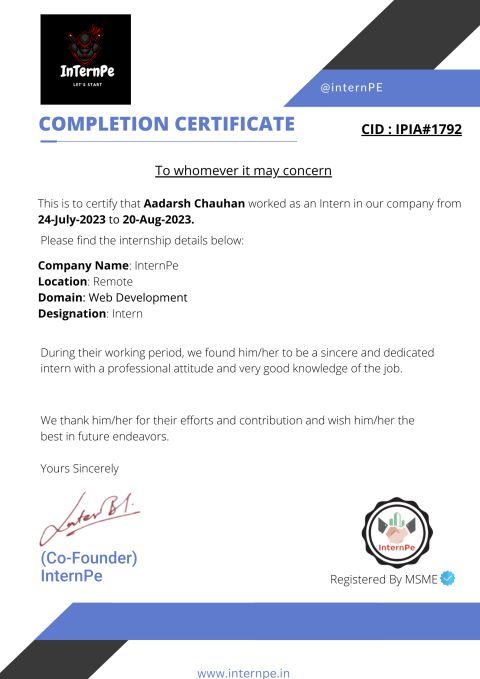 InTernPe
LET'S START
@internPE
COMPLETION CERTIFICATE
CID : IPIA#1792
To whomever it may concern
This is to certify that Aadarsh Chauhan worked as an Intern in our company from
24-July-2023 to 20-Aug-2023.
Please find the internship details below:
Company Name: InternPe
Location: Remote
Domain: Web Development
Designation: Intern
During their working period, we found him/her to be a sincere and dedicated
intern with a professional attitude and very good knowledge of the job.
We thank him/her for their efforts and contribution and wish him/her the
best in future endeavors.
Yours Sincerely
(Co-Founder)
InternPe
InternPe
Registered By MSME
www.internpe.in